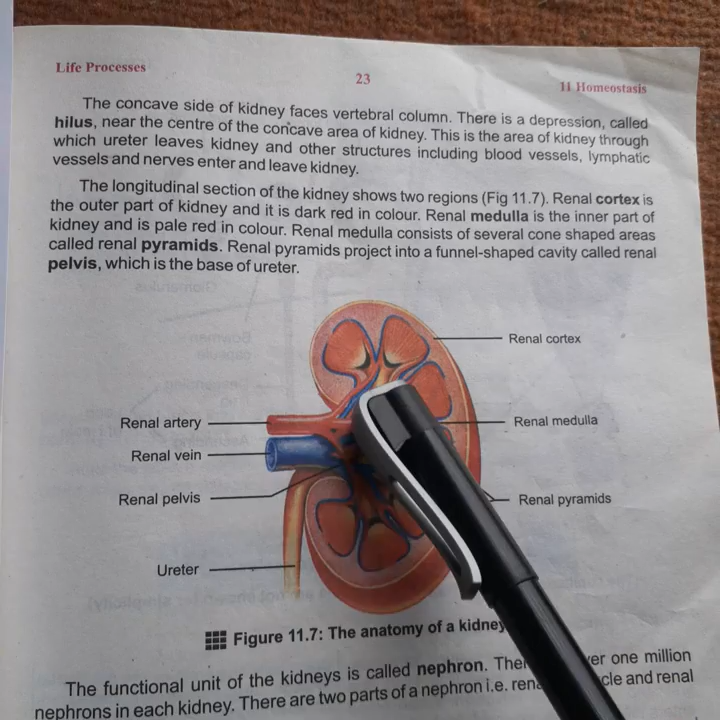 Life Processes
23
11 Homeostasis
The concave side of kidney faces vertebral column. There is a depression, called
hilus, near the centre of the concave area of kidney. This is the area of kidney through
which ureter leaves kidney and other structures including blood vessels, lymphatic
vessels and nerves enter and leave kidney.
The longitudinal section of the kidney shows two regions (Fig 11.7). Renal cortex is
the outer part of kidney and it is dark red in colour. Renal medulla is the inner part of
kidney and is pale red in colour. Renal medulla consists of several cone shaped areas
called renal pyramids. Renal pyramids project into a funnel-shaped cavity called renal
pelvis, which is the base of ureter.
Renal cortex
Renal artery
Renal medulla
Renal vein
Renal pelvis
Renal pyramids
Ureter
Figure 11.7: The anatomy of a kidney
The functional unit of the kidneys is called nephron. one million
nephrons in each kidney. There are two parts of a nephron i.e. and renal